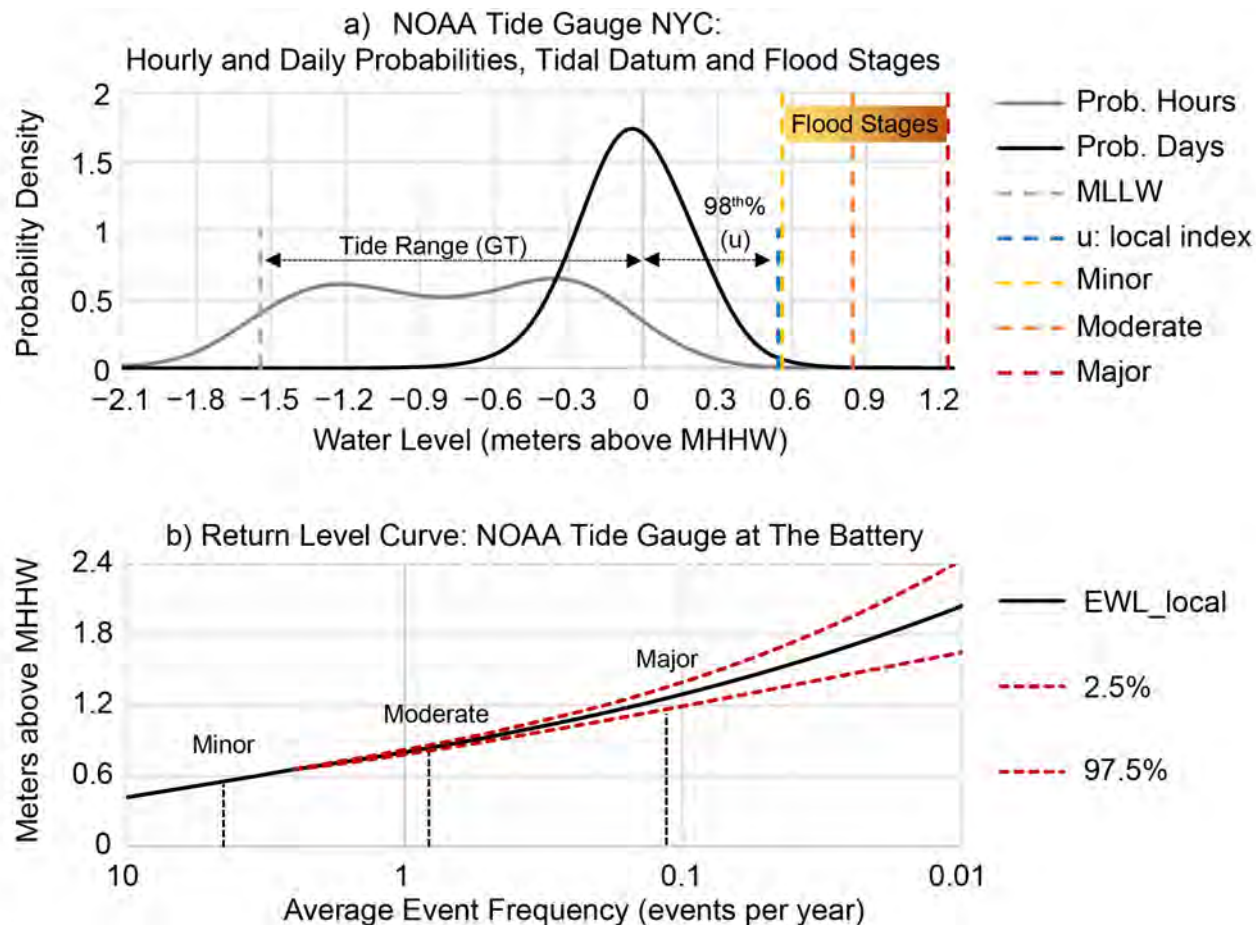 a) NOAA Tide Gauge NYC:
Hourly and Daily Probabilities, Tidal Datum and Flood Stages
Probability Density
2
1.5
1
0.5
0
Flood Stages
98th%
(u)
Tide Range (GT)
−2.1 −1.8 −1.5 −1.2 −0.9 −0.6 −0.3 0 0.3 0.6 0.9 1.2
Water Level (meters above MHHW)
Prob. Hours
Prob. Days
MLLW
u: local index
Minor
Moderate
Major
b) Return Level Curve: NOAA Tide Gauge at The Battery
Meters above MHHW
2.4
1.8
1.2
0.6
0
Minor
Moderate
Major
10 1 0.1 0.01
Average Event Frequency (events per year)
EWL_local
2.5%
97.5%